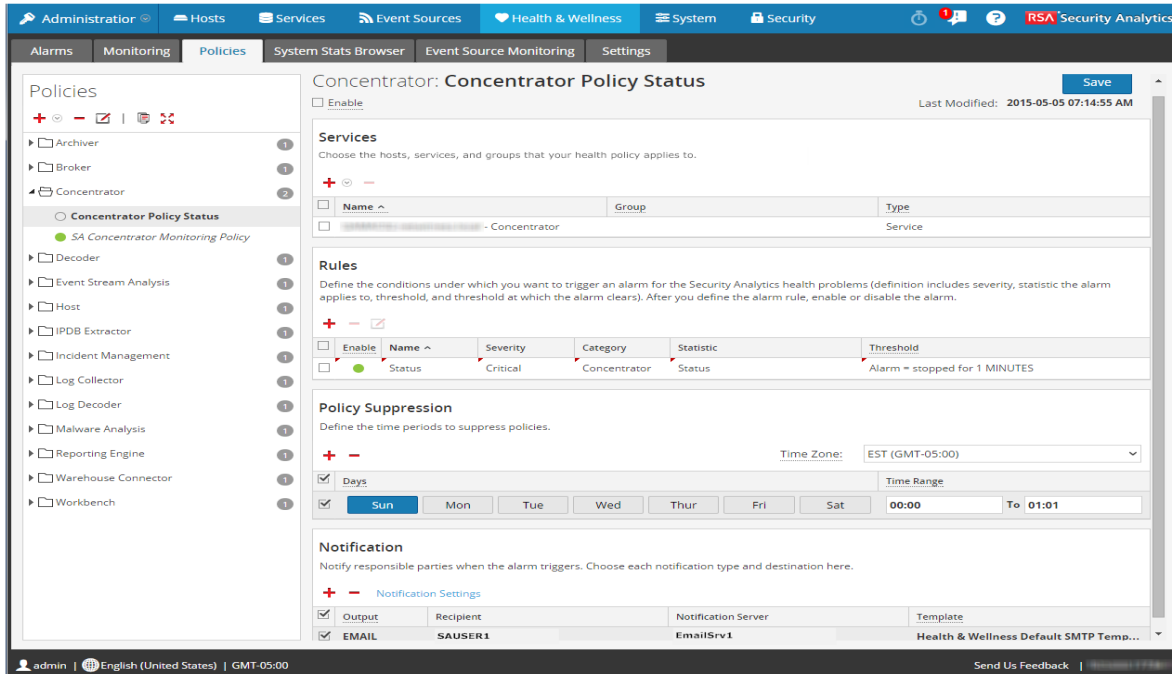 Administratior Hosts Services Event Sources Health & Wellness System Security 1 ? RSA Security Analytics
Alarms Monitoring Policies System Stats Browser Event Source Monitoring Settings
Policies
Archiver 1
Broker 1
Concentrator 2
Concentrator Policy Status
SA Concentrator Monitoring Policy
Decoder 1
Event Stream Analysis 1
Host 1
IPDB Extractor 1
Incident Management 1
Log Collector 1
Log Decoder 1
Malware Analysis 1
Reporting Engine 1
Warehouse Connector 1
Workbench 1
Concentrator: Concentrator Policy Status
Save
Enable
Last Modified: 2015-05-05 07:14:55 AM
Services
Choose the hosts, services, and groups that your health policy applies to.
Name Group Type
- Concentrator Service
Rules
Define the conditions under which you want to trigger an alarm for the Security Analytics health problems (definition includes severity, statistic the alarm
applies to, threshold, and threshold at which the alarm clears). After you define the alarm rule, enable or disable the alarm.
Enable Name Severity Category Statistic Threshold
Status Critical Concentrator Status Alarm = stopped for 1 MINUTES
Policy Suppression
Define the time periods to suppress policies.
Time Zone: EST (GMT-05:00)
Days Time Range
Sun Mon Tue Wed Thur Fri Sat 00:00 To 01:01
Notification
Notify responsible parties when the alarm triggers. Choose each notification type and destination here.
Notification Settings
Output Recipient Notification Server Template
EMAIL SAUSER1 EmailSrv1 Health & Wellness Default SMTP Temp...
admin | English (United States) | GMT-05:00 Send Us Feedback |